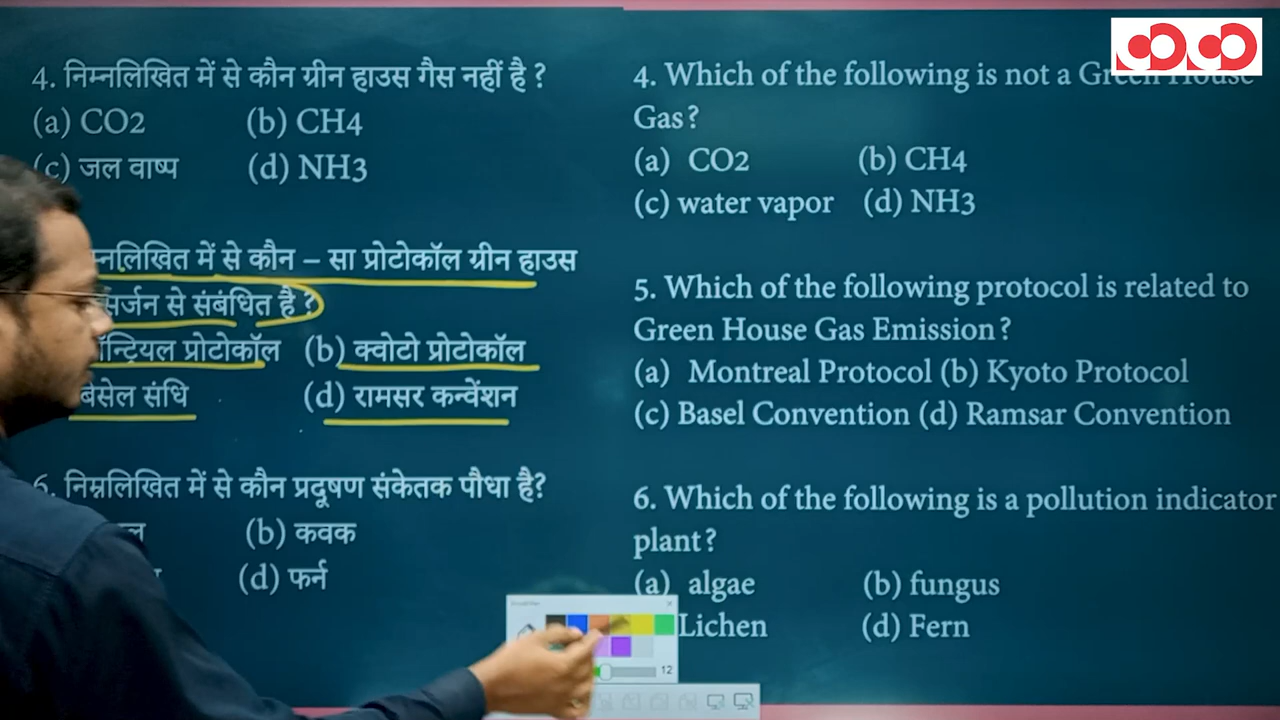 4. निम्नलिखित में से कौन ग्रीन हाउस गैस नहीं है ?
(a) CO2 (b) CH4
(c) जल वाष्प (d) NH3
में से कौन – सा प्रोटोकॉल ग्रीन हाउस
से संबंधित है ?
प्रोटोकॉल (b) क्वोटो प्रोटोकॉल
संधि (d) रामसर कन्वेंशन
6. निम्नलिखित में से कौन प्रदूषण संकेतक पौधा है?
(b) कवक
(d) फर्न
4. Which of the following is not a Green House
Gas?
(a) CO2 (b) CH4
(c) water vapor (d) NH3
5. Which of the following protocol is related to
Green House Gas Emission?
(a) Montreal Protocol (b) Kyoto Protocol
(c) Basel Convention (d) Ramsar Convention
6. Which of the following is a pollution indicator
plant?
(a) algae (b) fungus
Lichen (d) Fern
12